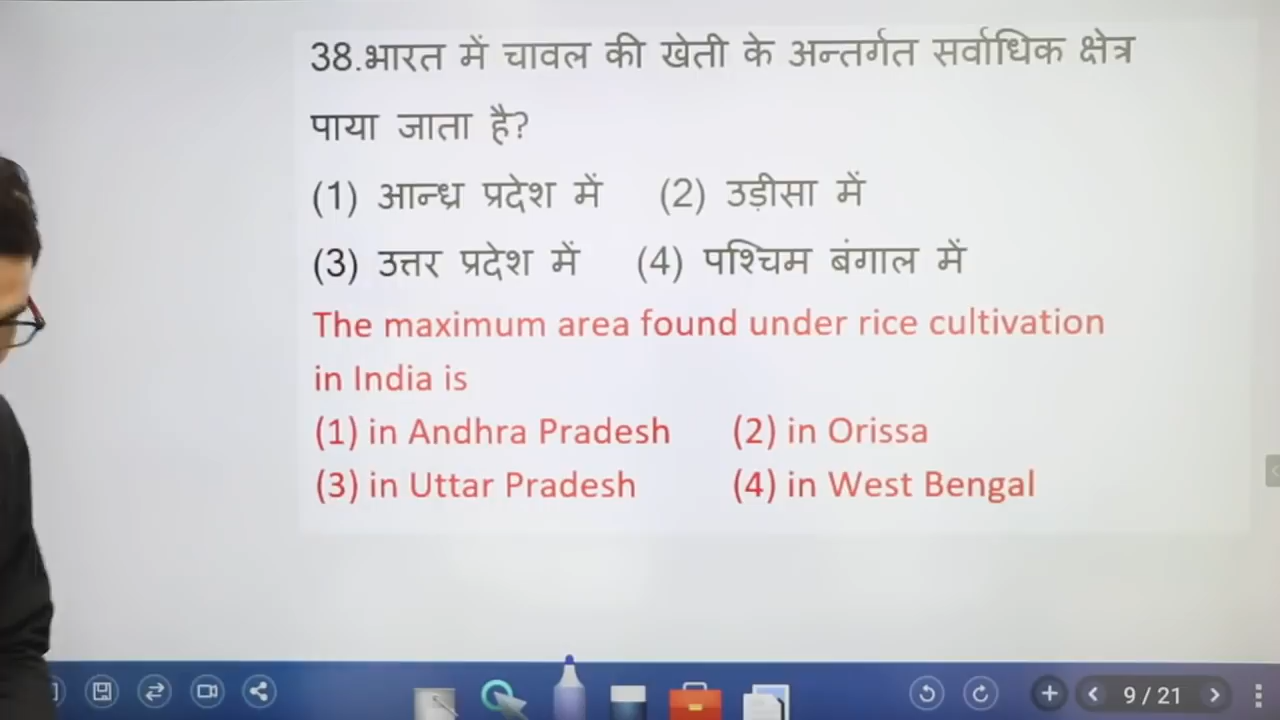 38.भारत में चावल की खेती के अन्तर्गत सर्वाधिक क्षेत्र
पाया जाता है?
(1) आन्ध्र प्रदेश में (2) उड़ीसा में
(3) उत्तर प्रदेश में (4) पश्चिम बंगाल में
The maximum area found under rice cultivation
in India is
(1) in Andhra Pradesh (2) in Orissa
(3) in Uttar Pradesh (4) in West Bengal
9 / 21